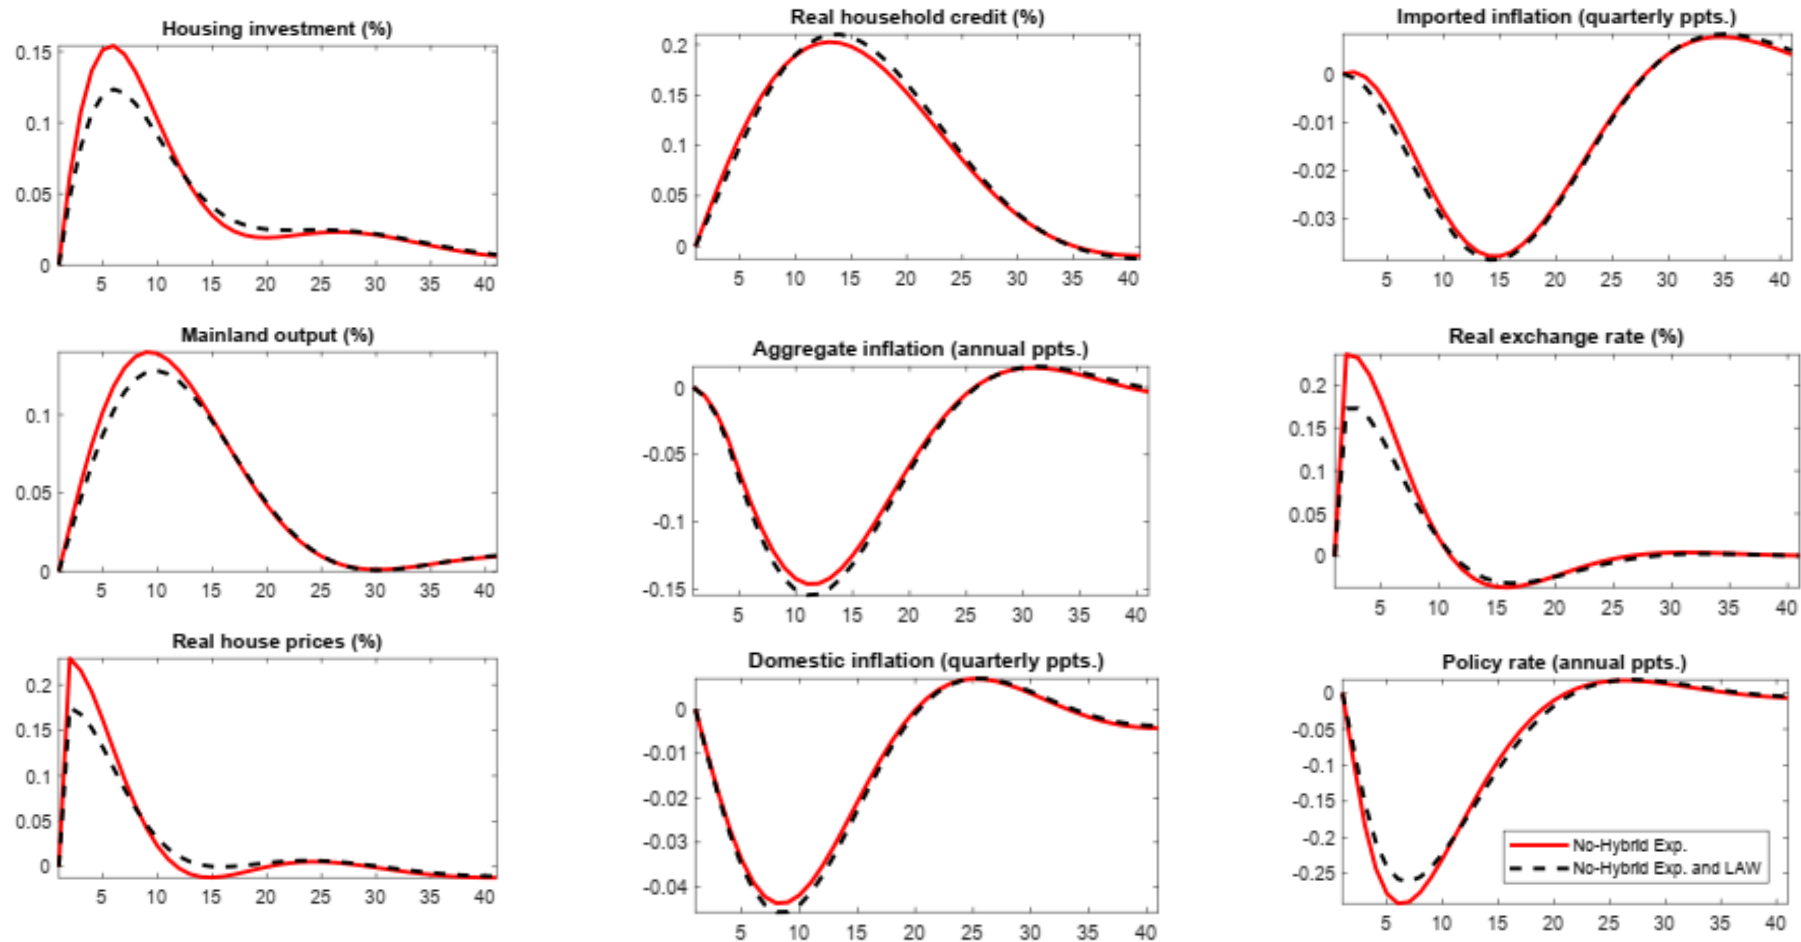 Housing investment (%)
0.15
0.1
0.05
0
5 10 15 20 25 30 35 40
Real household credit (%)
0.2
0.15
0.1
0.05
0
5 10 15 20 25 30 35 40
Imported inflation (quarterly ppts.)
0
-0.01
-0.02
-0.03
5 10 15 20 25 30 35 40
Mainland output (%)
0.1
0.05
0
5 10 15 20 25 30 35 40
Aggregate inflation (annual ppts.)
0
-0.05
-0.1
-0.15
5 10 15 20 25 30 35 40
Real exchange rate (%)
0.2
0.15
0.1
0.05
0
5 10 15 20 25 30 35 40
Real house prices (%)
0.2
0.15
0.1
0.05
0
5 10 15 20 25 30 35 40
Domestic inflation (quarterly ppts.)
0
-0.01
-0.02
-0.03
-0.04
5 10 15 20 25 30 35 40
Policy rate (annual ppts.)
0
-0.05
-0.1
-0.15
-0.2
-0.25
5 10 15 20 25 30 35 40
No-Hybrid Exp.
No-Hybrid Exp. and LAW